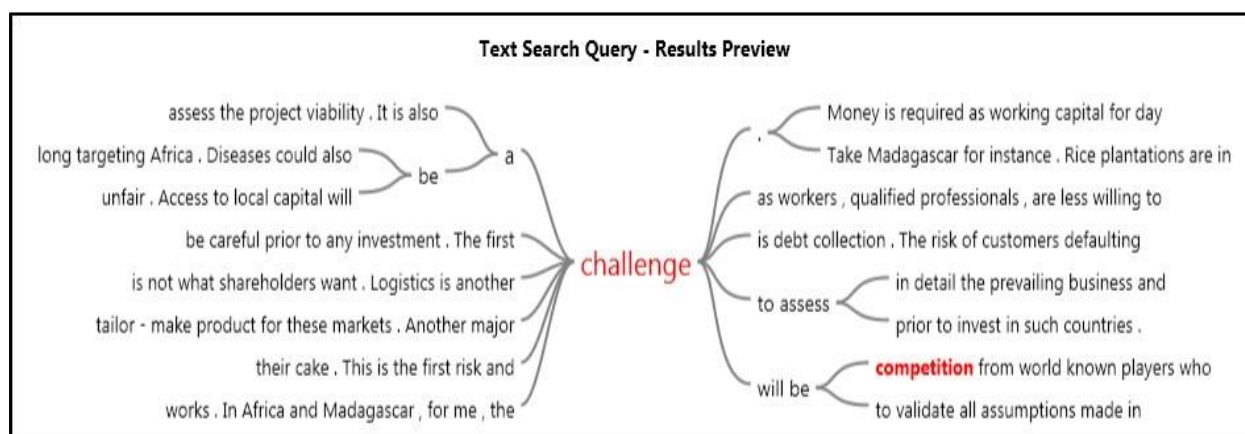 Text Search Query - Results Preview
assess the project viability . It is also
long targeting Africa . Diseases could also
be
a
unfair . Access to local capital will
be careful prior to any investment . The first
is not what shareholders want . Logistics is another
tailor - make product for these markets . Another major
their cake . This is the first risk and
works . In Africa and Madagascar , for me , the
challenge
.
Money is required as working capital for day
Take Madagascar for instance . Rice plantations are in
as workers , qualified professionals , are less willing to
is debt collection . The risk of customers defaulting
to assess
in detail the prevailing business and
prior to invest in such countries .
will be
competition from world known players who
to validate all assumptions made in